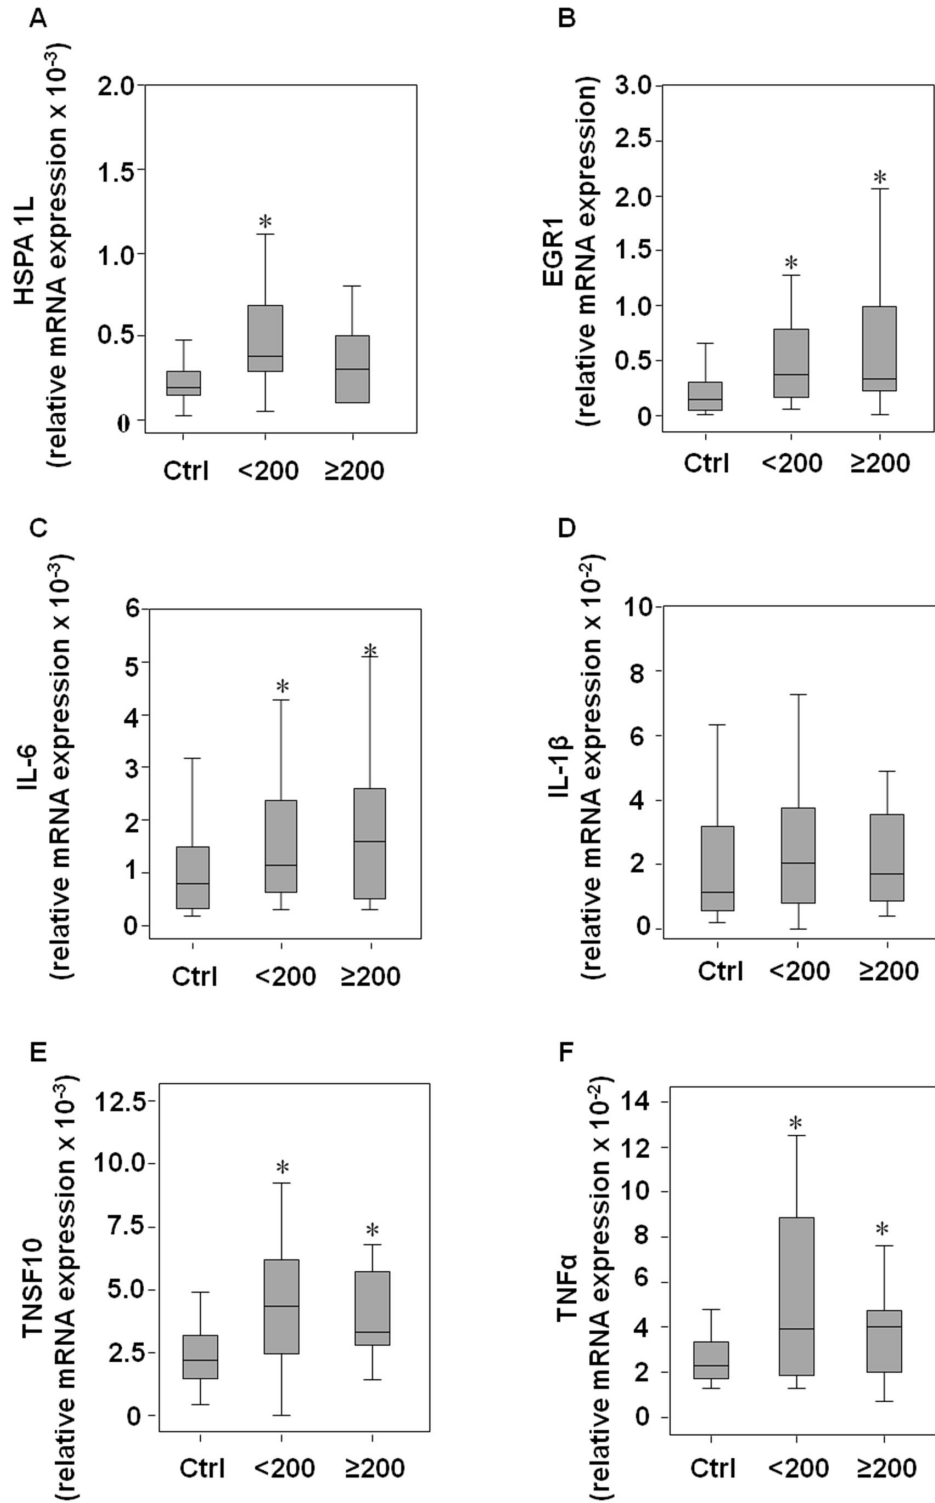 A
HSPA 1L
(relative mRNA expression x 10-3)
2.0
1.5
1.0
0.5
0
*
Ctrl <200 ≥200
B
EGR1
(relative mRNA expression)
3.0
2.5
2.0
1.5
1.0
0.5
0
*
*
Ctrl <200 ≥200
C
IL-6
(relative mRNA expression x 10-3)
6
5
4
3
2
1
0
*
*
Ctrl <200 ≥200
D
IL-1β
(relative mRNA expression x 10-2)
10
8
6
4
2
0
Ctrl <200 ≥200
E
TNSF10
(relative mRNA expression x 10-3)
12.5
10.0
7.5
5.0
2.5
0
*
*
Ctrl <200 ≥200
F
TNFα
(relative mRNA expression x 10-2)
14
12
10
8
6
4
2
0
*
*
Ctrl <200 ≥200